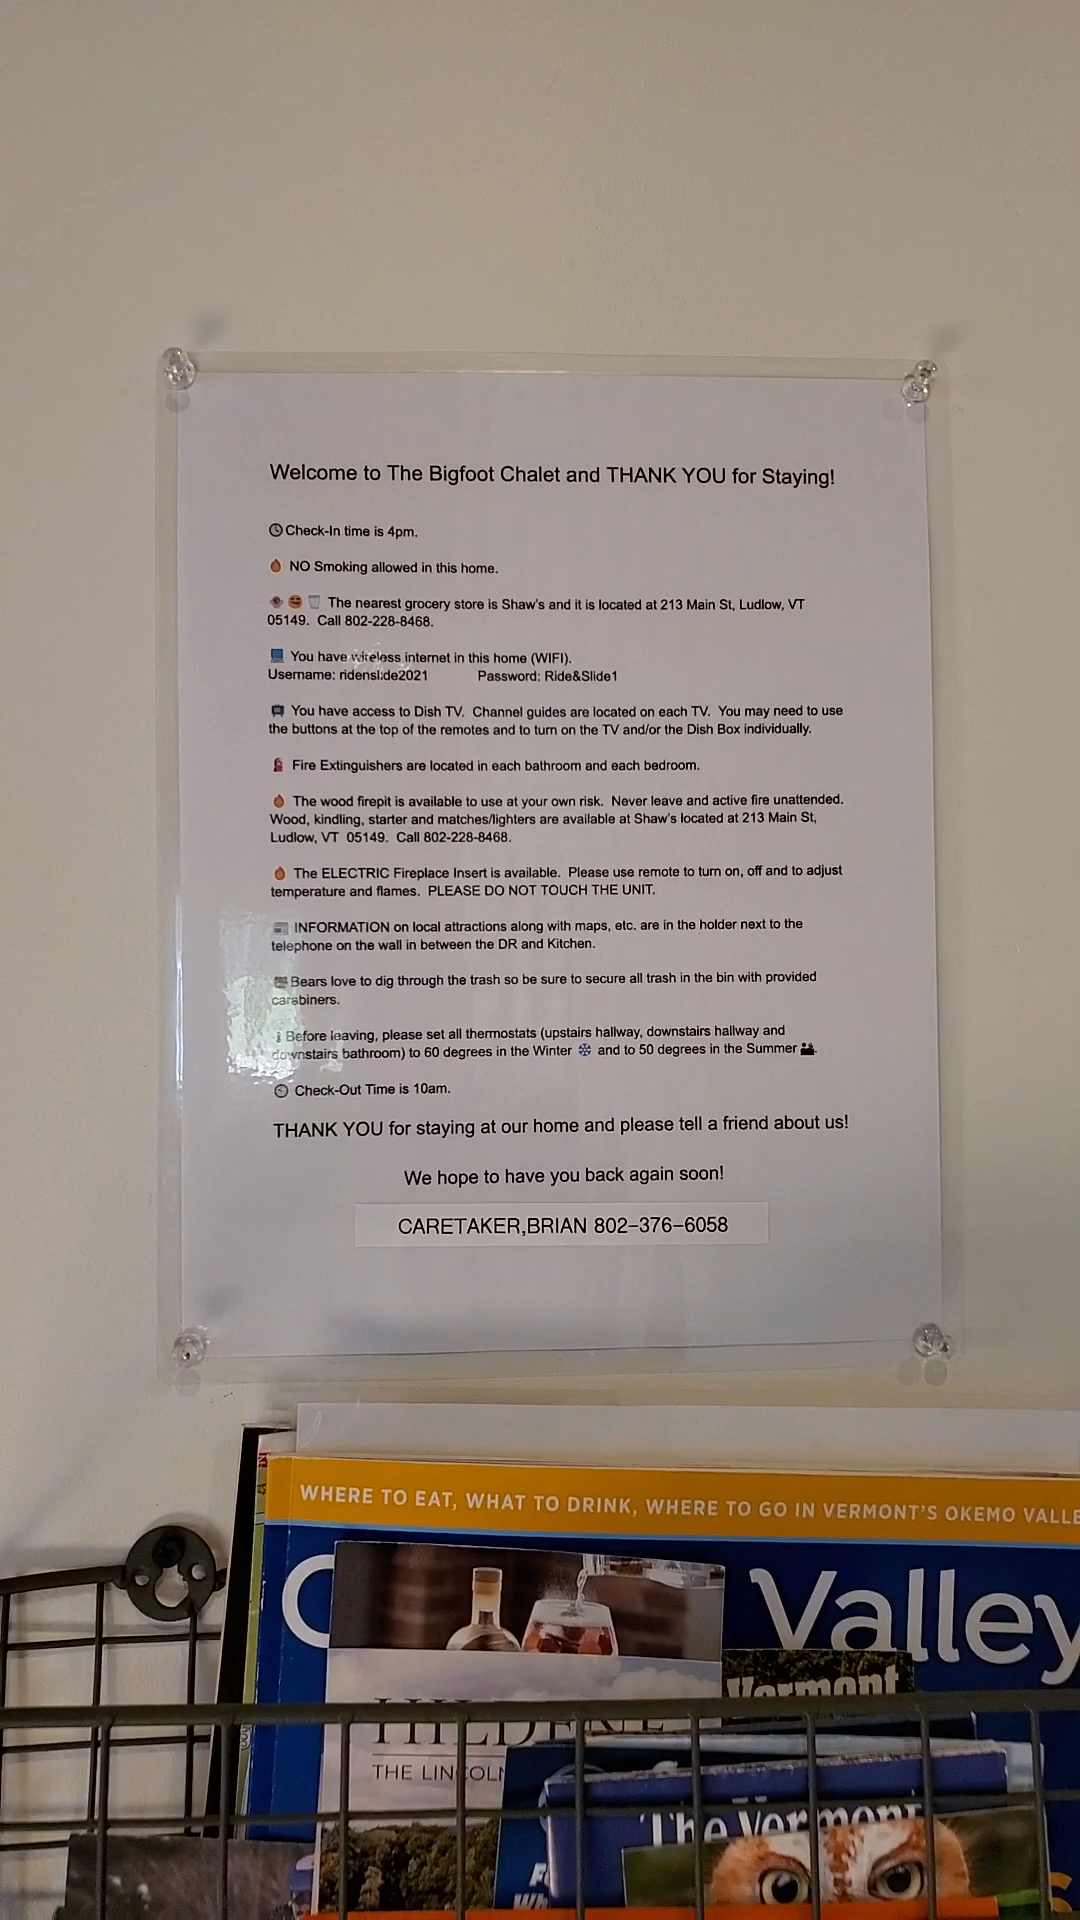 Welcome to The Bigfoot Chalet and THANK YOU for Staying!
Check-In time is 4pm.
NO Smoking allowed in this home.
The nearest grocery store is Shaw's and it is located at 213 Main St, Ludlow, VT
05149. Call 802-228-8468.
You have wireless internet in this home (WIFI).
Username: ridenslide2021 Password: Ride&Slide1
You have access to Dish TV. Channel guides are located on each TV. You may need to use
the buttons at the top of the remotes and to turn on the TV and/or the Dish Box individually.
Fire Extinguishers are located in each bathroom and each bedroom.
The wood firepit is available to use at your own risk. Never leave and active fire unattended.
Wood, kindling, starter and matches/lighters are available at Shaw's located at 213 Main St,
Ludlow, VT 05149. Call 802-228-8468.
The ELECTRIC Fireplace Insert is available. Please use remote to turn on, off and to adjust
temperature and flames. PLEASE DO NOT TOUCH THE UNIT.
INFORMATION on local attractions along with maps, etc. are in the holder next to the
telephone on the wall in between the DR and Kitchen.
Bears love to dig through the trash so be sure to secure all trash in the bin with provided
carabiners.
Before leaving, please set all thermostats (upstairs hallway, downstairs hallway and
downstairs bathroom) to 60 degrees in the Winter and to 50 degrees in the Summer.
Check-Out Time is 10am.
THANK YOU for staying at our home and please tell a friend about us!
We hope to have you back again soon!
CARETAKER,BRIAN 802-376-6058
WHERE TO EAT, WHAT TO DRINK, WHERE TO GO IN VERMONT'S OKEMO VALLE
Valley
Vermont
HILDENE
THE LINCOLN
The Vermont